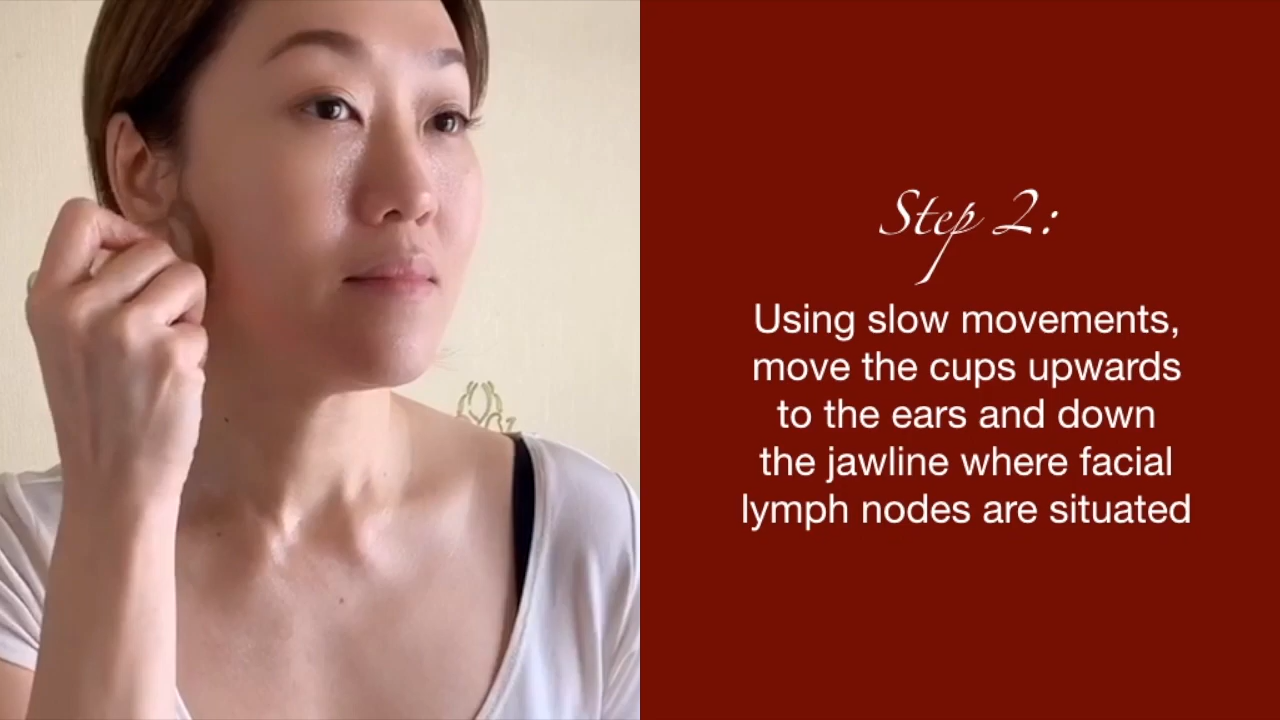 Step 2:
Using slow movements,
move the cups upwards
to the ears and down
the jawline where facial
lymph nodes are situated